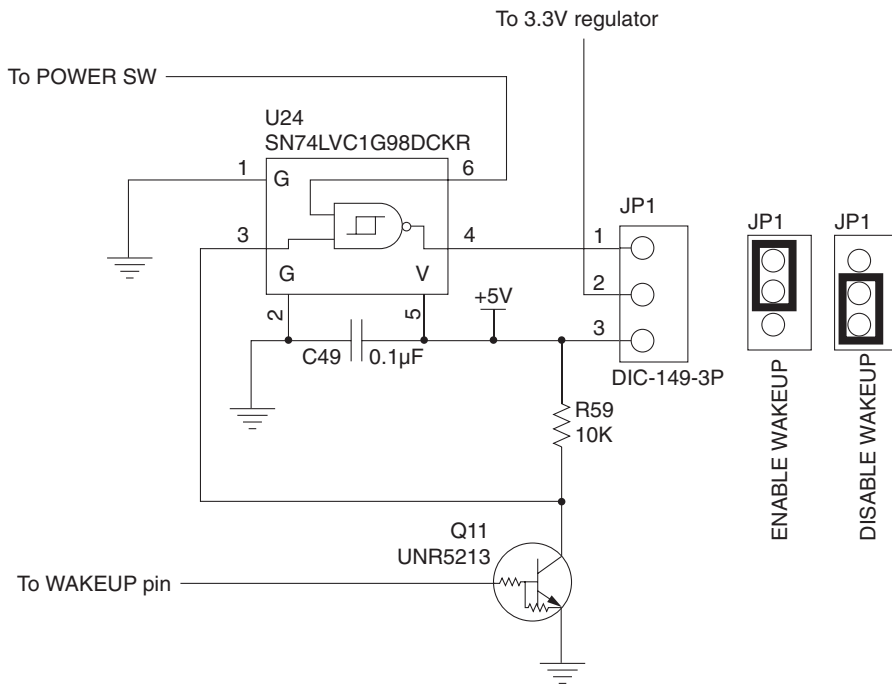 To 3.3V regulator
To POWER SW
U24
SN74LVC1G98DCKR
1
G
6
JP1
JP1
JP1
3
4
1
G
V
2
+5V
2
5
3
C49
0.1µF
DIC-149-3P
R59
10K
ENABLE WAKEUP
DISABLE WAKEUP
Q11
UNR5213
To WAKEUP pin